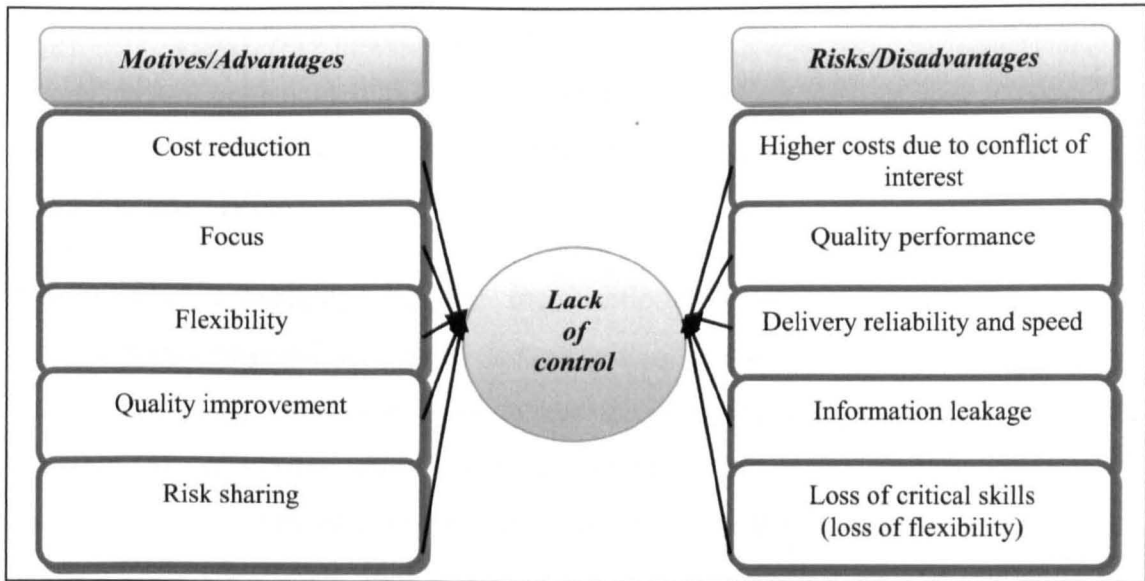 Motives/Advantages
Cost reduction
Focus
Flexibility
Quality improvement
Risk sharing
Lack
of
control
Risks/Disadvantages
Higher costs due to conflict of
interest
Quality performance
Delivery reliability and speed
Information leakage
Loss of critical skills
(loss of flexibility)